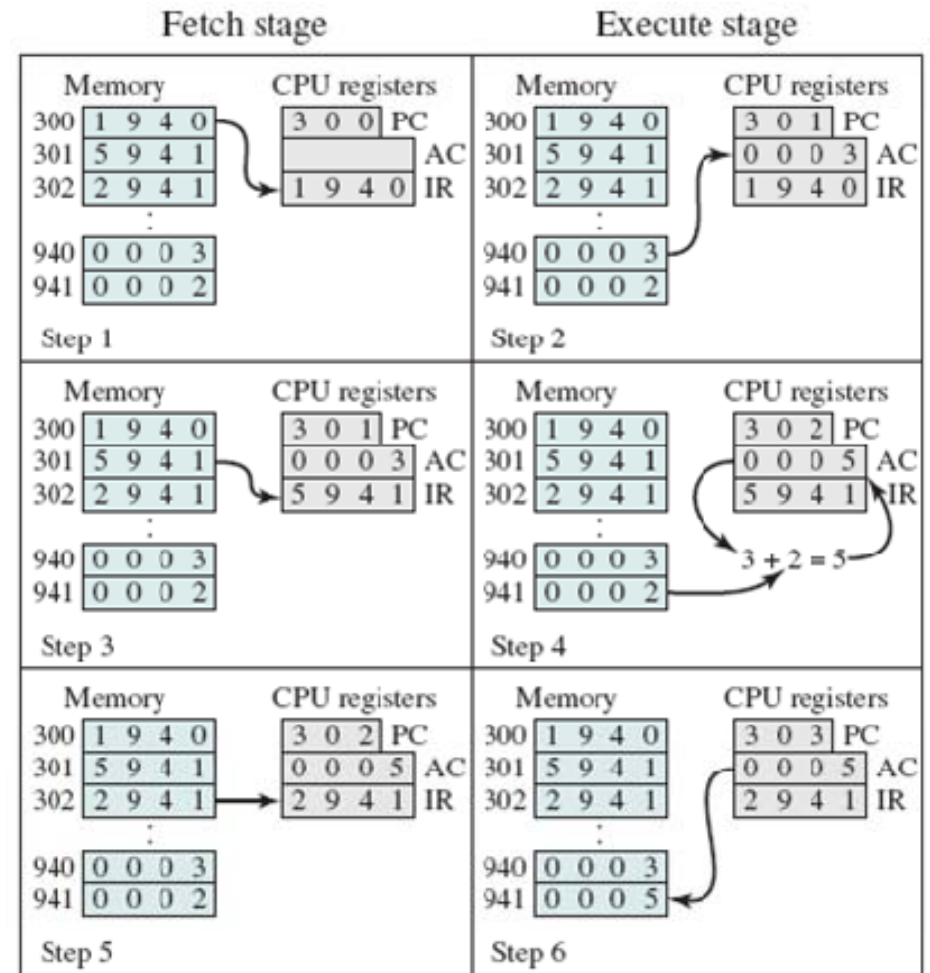 Fetch stage
Execute stage
Memory CPU registers
300 1 9 4 0 3 0 0 PC
301 5 9 4 1 AC
302 2 9 4 1 1 9 4 0 IR
940 0 0 0 3
941 0 0 0 2
Step 1
Memory CPU registers
300 1 9 4 0 3 0 1 PC
301 5 9 4 1 0 0 0 3 AC
302 2 9 4 1 1 9 4 0 IR
940 0 0 0 3
941 0 0 0 2
Step 2
Memory CPU registers
300 1 9 4 0 3 0 1 PC
301 5 9 4 1 0 0 0 3 AC
302 2 9 4 1 5 9 4 1 IR
940 0 0 0 3
941 0 0 0 2
Step 3
Memory CPU registers
300 1 9 4 0 3 0 2 PC
301 5 9 4 1 0 0 0 5 AC
302 2 9 4 1 5 9 4 1 IR
940 0 0 0 3 3 + 2 = 5
941 0 0 0 2
Step 4
Memory CPU registers
300 1 9 4 0 3 0 2 PC
301 5 9 4 1 0 0 0 5 AC
302 2 9 4 1 2 9 4 1 IR
940 0 0 0 3
941 0 0 0 2
Step 5
Memory CPU registers
300 1 9 4 0 3 0 3 PC
301 5 9 4 1 0 0 0 5 AC
302 2 9 4 1 2 9 4 1 IR
940 0 0 0 3
941 0 0 0 5
Step 6